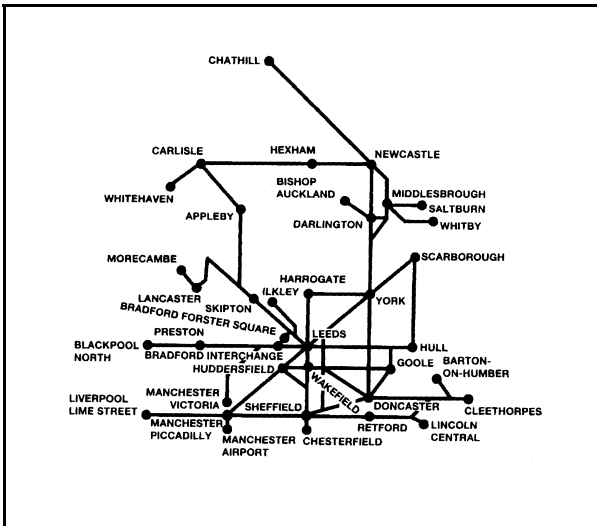 CHATHILL
CARLISLE
HEXHAM
NEWCASTLE
BISHOP
AUCKLAND
WHITEHAVEN
MIDDLESBROUGH
SALTBURN
APPLEBY
DARLINGTON
WHITBY
MORECAMBE
SCARBOROUGH
HARROGATE
ILKLEY
LANCASTER
SKIPTON
YORK
BRADFORD FORSTER SQUARE
PRESTON
LEEDS
BLACKPOOL
NORTH
BRADFORD INTERCHANGE
HULL
HUDDERSFIELD
GOOLE
BARTON-
ON-HUMBER
WAKEFIELD
MANCHESTER
VICTORIA
LIVERPOOL
LIME STREET
SHEFFIELD
DONCASTER
CLEETHORPES
MANCHESTER
PICCADILLY
MANCHESTER
AIRPORT
CHESTERFIELD
RETFORD
LINCOLN
CENTRAL